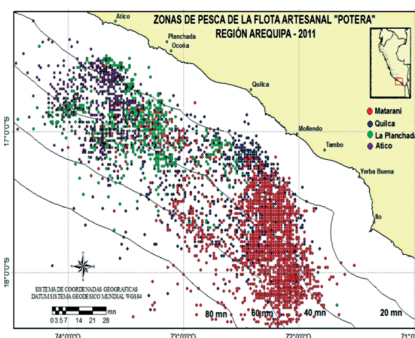 ZONAS DE PESCA DE LA FLOTA ARTESANAL "POTERA"
REGIÓN AREQUIPA - 2011
Atico
Planchada
Ocoña
Quilca
Mollendo
Tambo
Yerba Buena
Ilo
Matarani
Quilca
La Planchada
Atico
17°0'0"S
18°0'0"S
SISTEMA DE COORDENADAS GEOGRAFICAS
DATUM SISTEMA GEODESICO MUNDIAL WGS84
0 3.5 7 14 21 28 mn
80 mn 60 mn 40 mn 20 mn
74°0'0"W 73°0'0"W 72°0'0"W